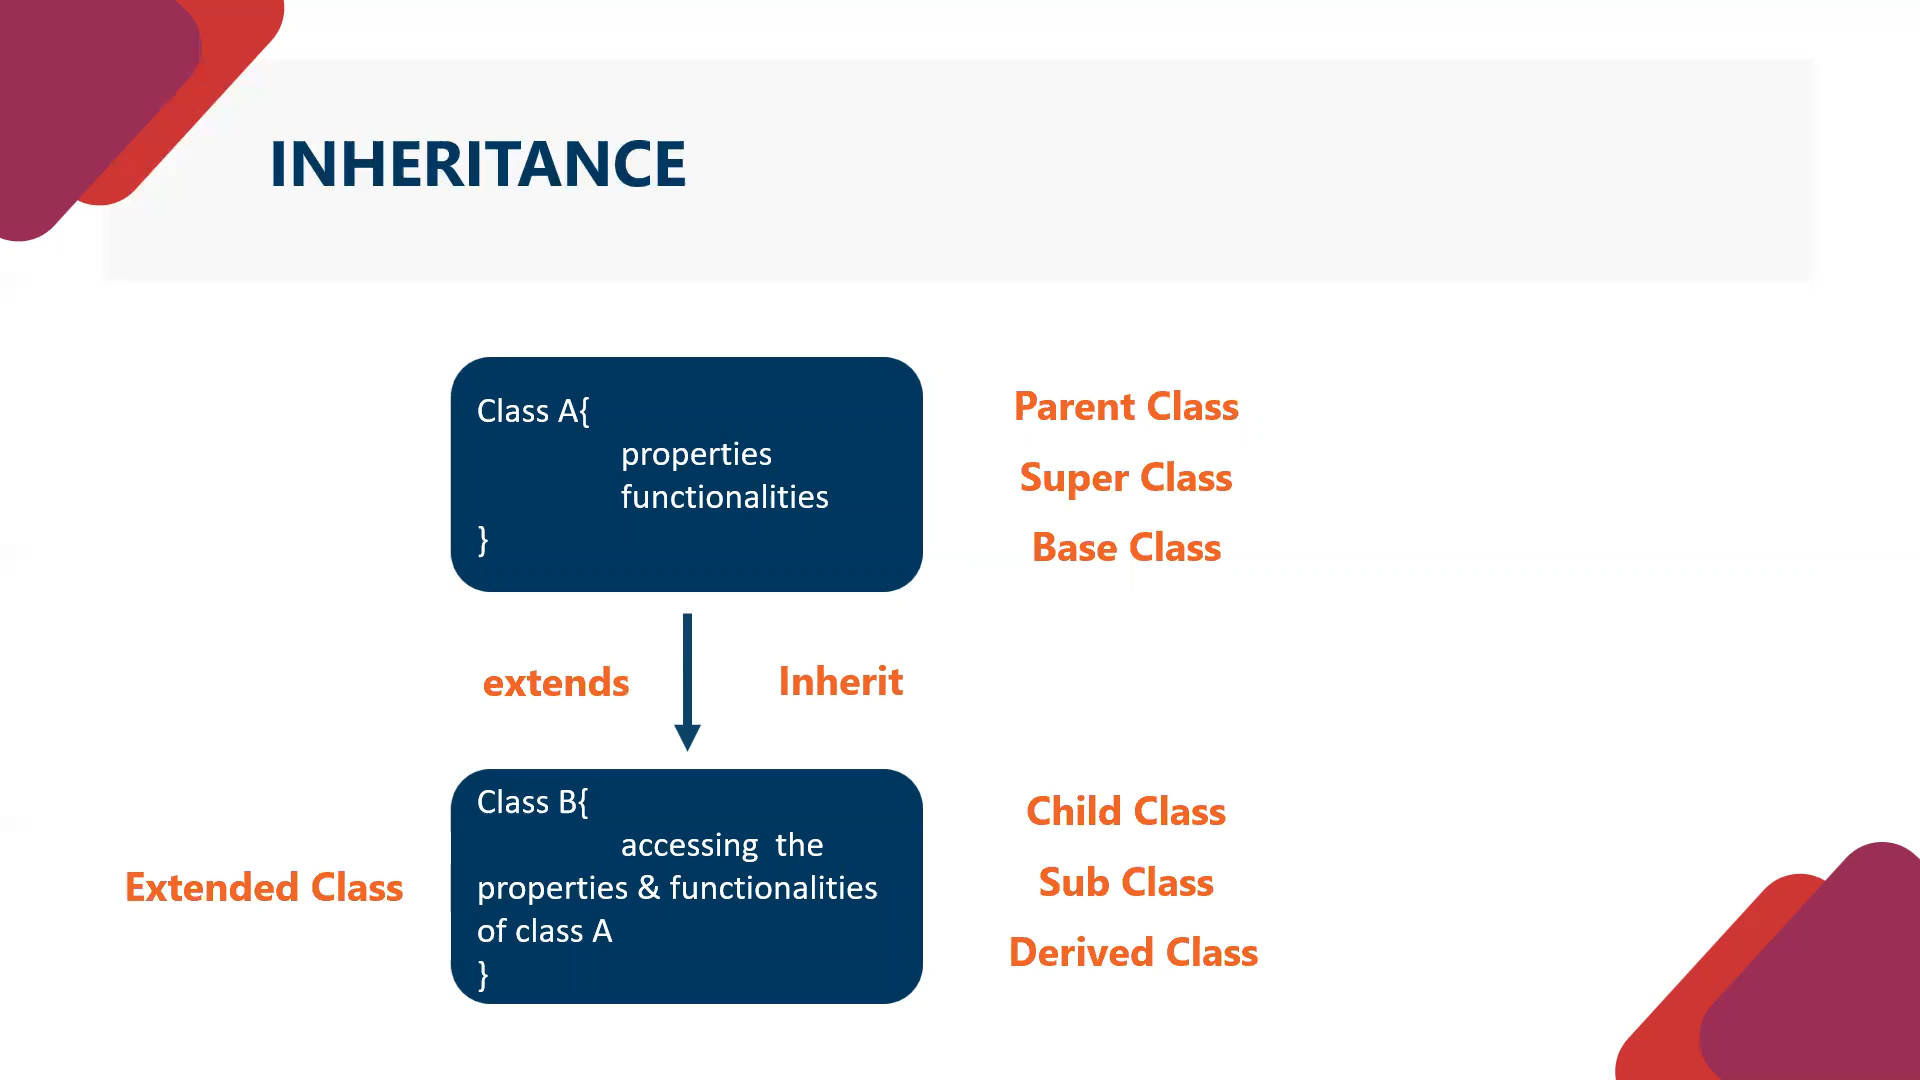 INHERITANCE
Class A{
properties
functionalities
}
Parent Class
Super Class
Base Class
extends
Inherit
Extended Class
Class B{
accessing  the
properties & functionalities
of class A
}
Child Class
Sub Class
Derived Class